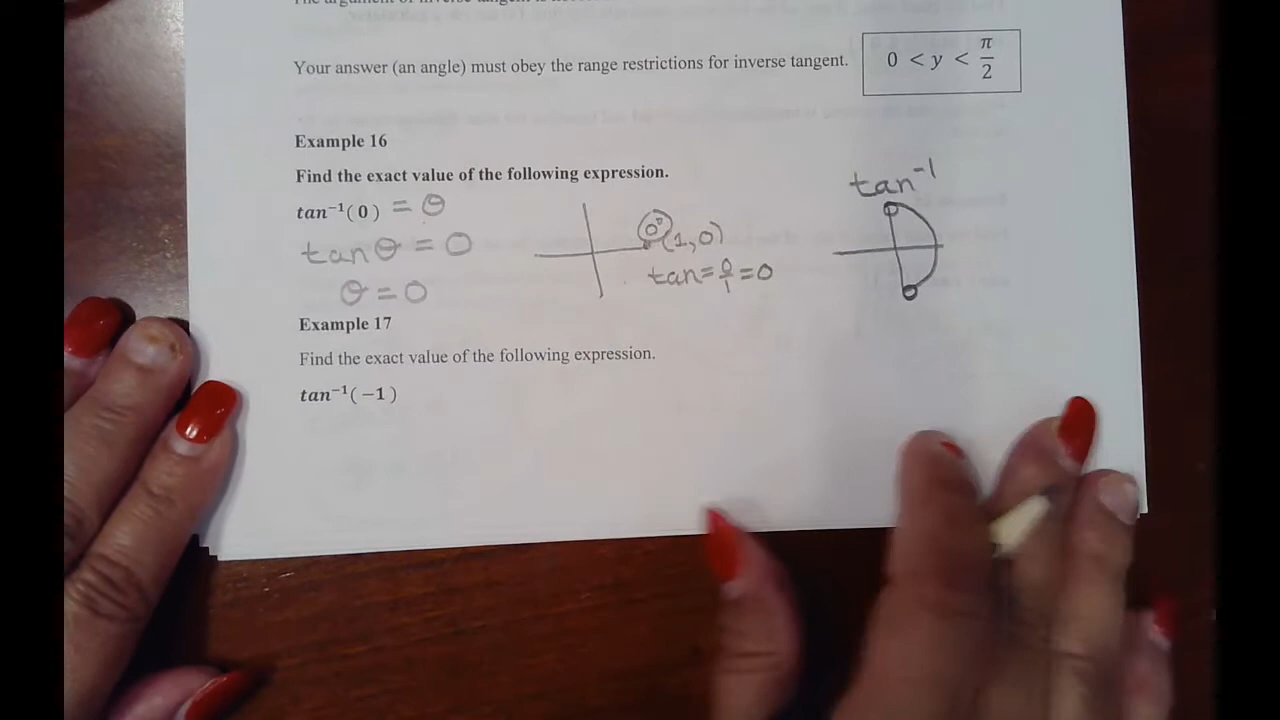 Your answer (an angle) must obey the range restrictions for inverse tangent. 0 < y < π/2
Example 16
Find the exact value of the following expression.
tan⁻¹(0) = θ
tanθ = 0
θ = 0
0°
(1,0)
tan = 0/1 = 0
tan⁻¹
Example 17
Find the exact value of the following expression.
tan⁻¹(−1)